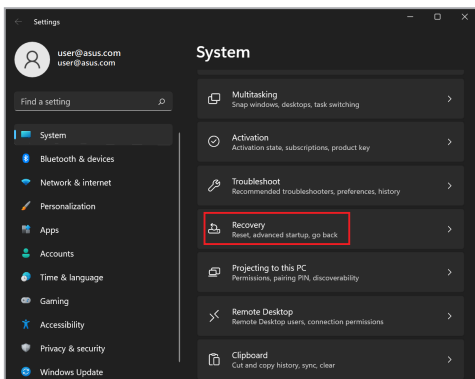 Settings
user@asus.com
user@asus.com
Find a setting
System
Bluetooth & devices
Network & internet
Personalization
Apps
Accounts
Time & language
Gaming
Accessibility
Privacy & security
Windows Update
System
Multitasking
Snap windows, desktops, task switching
Activation
Activation state, subscriptions, product key
Troubleshoot
Recommended troubleshooters, preferences, history
Recovery
Reset, advanced startup, go back
Projecting to this PC
Permissions, pairing PIN, discoverability
Remote Desktop
Remote Desktop users, connection permissions
Clipboard
Cut and copy history, sync, clear